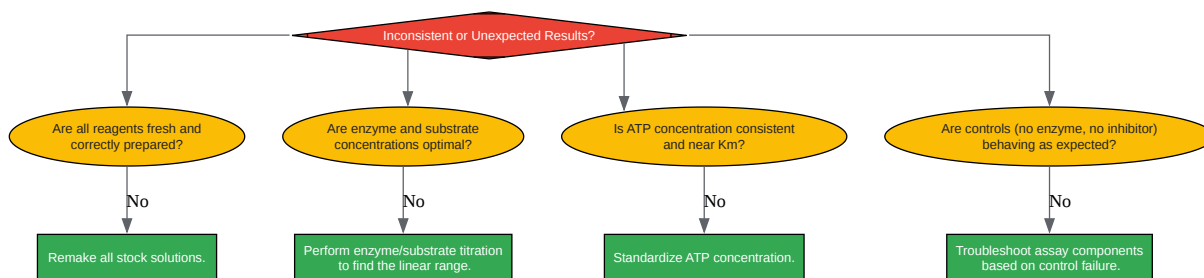 Inconsistent or Unexpected Results?
Are all reagents fresh and
correctly prepared?
Are enzyme and substrate
concentrations optimal?
Is ATP concentration consistent
and near Km?
Are controls (no enzyme, no inhibitor)
behaving as expected?
No
No
No
No
Remake all stock solutions.
Perform enzyme/substrate titration
to find the linear range.
Standardize ATP concentration.
Troubleshoot assay components
based on control failure.